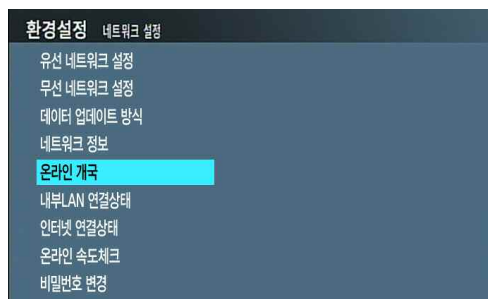 환경설정 네트워크 설정
유선 네트워크 설정
무선 네트워크 설정
데이터 업데이트 방식
네트워크 정보
온라인 개국
내부LAN 연결상태
인터넷 연결상태
온라인 속도체크
비밀번호 변경